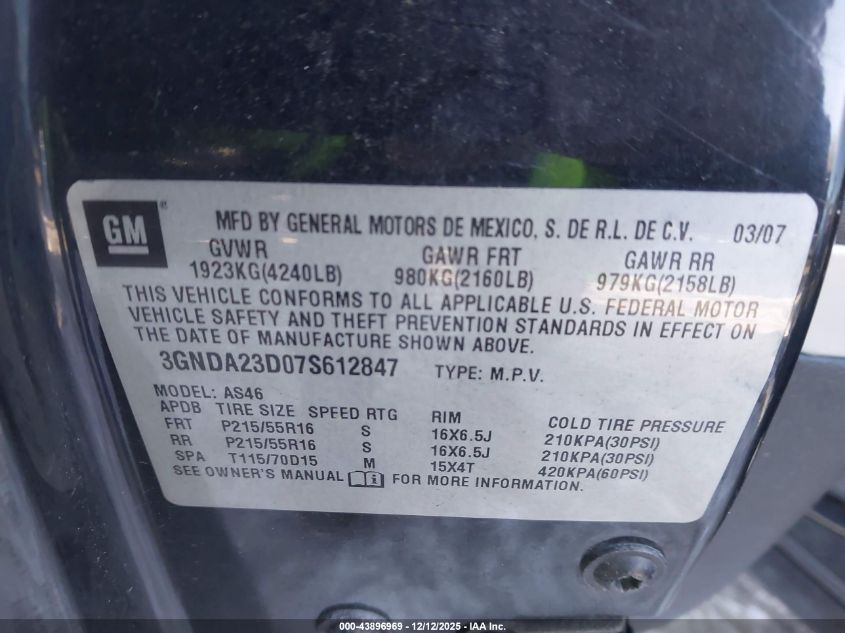 GM ®
MFD BY GENERAL MOTORS DE MEXICO, S. DE R.L. DE C.V. 03/07
GVWR GAWR FRT GAWR RR
1923KG(4240LB) 980KG(2160LB) 979KG(2158LB)
THIS VEHICLE CONFORMS TO ALL APPLICABLE U.S. FEDERAL MOTOR
VEHICLE SAFETY AND THEFT PREVENTION STANDARDS IN EFFECT ON
THE DATE OF MANUFACTURE SHOWN ABOVE.
3GNDA23D07S612847 TYPE: M.P.V.
MODEL: AS46
APDB TIRE SIZE SPEED RTG RIM COLD TIRE PRESSURE
FRT P215/55R16 S 16X6.5J 210KPA(30PSI)
RR P215/55R16 S 16X6.5J 210KPA(30PSI)
SPA T115/70D15 M 15X4T 420KPA(60PSI)
SEE OWNER'S MANUAL FOR MORE INFORMATION.
000-43896969 - 12/12/2025 - IAA Inc.